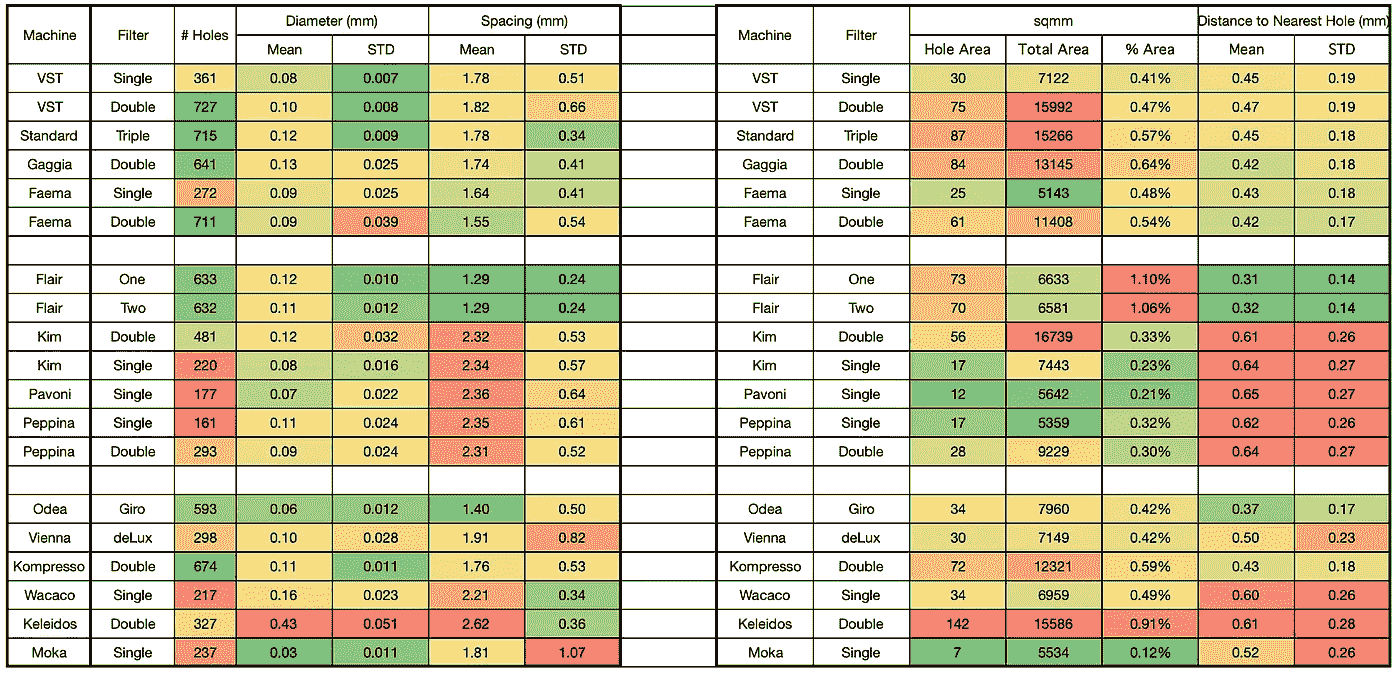 Machine Filter # Holes Diameter (mm) Spacing (mm) Machine Filter sqmm Distance to Nearest Hole (mm)
Mean STD Mean STD Hole Area Total Area % Area Mean STD
VST Single 361 0.08 0.007 1.78 0.51 VST Single 30 7122 0.41% 0.45 0.19
VST Double 727 0.10 0.008 1.82 0.66 VST Double 75 15992 0.47% 0.47 0.19
Standard Triple 715 0.12 0.009 1.78 0.34 Standard Triple 87 15266 0.57% 0.45 0.18
Gaggia Double 641 0.13 0.025 1.74 0.41 Gaggia Double 84 13145 0.64% 0.42 0.18
Faema Single 272 0.09 0.025 1.64 0.41 Faema Single 25 5143 0.48% 0.43 0.18
Faema Double 711 0.09 0.039 1.55 0.54 Faema Double 61 11408 0.54% 0.42 0.17
Flair One 633 0.12 0.010 1.29 0.24 Flair One 73 6633 1.10% 0.31 0.14
Flair Two 632 0.11 0.012 1.29 0.24 Flair Two 70 6581 1.06% 0.32 0.14
Kim Double 481 0.12 0.032 2.32 0.53 Kim Double 56 16739 0.33% 0.61 0.26
Kim Single 220 0.08 0.016 2.34 0.57 Kim Single 17 7443 0.23% 0.64 0.27
Pavoni Single 177 0.07 0.022 2.36 0.64 Pavoni Single 12 5642 0.21% 0.65 0.27
Peppina Single 161 0.11 0.024 2.35 0.61 Peppina Single 17 5359 0.32% 0.62 0.26
Peppina Double 293 0.09 0.024 2.31 0.52 Peppina Double 28 9229 0.30% 0.64 0.27
Odea Giro 593 0.06 0.012 1.40 0.50 Odea Giro 34 7960 0.42% 0.37 0.17
Vienna deLux 298 0.10 0.028 1.91 0.82 Vienna deLux 30 7149 0.42% 0.50 0.23
Kompresso Double 674 0.11 0.011 1.76 0.53 Kompresso Double 72 12321 0.59% 0.43 0.18
Wacaco Single 217 0.16 0.023 2.21 0.34 Wacaco Single 34 6959 0.49% 0.60 0.26
Keleidos Double 327 0.43 0.051 2.62 0.36 Keleidos Double 142 15586 0.91% 0.61 0.28
Moka Single 237 0.03 0.011 1.81 1.07 Moka Single 7 5534 0.12% 0.52 0.26